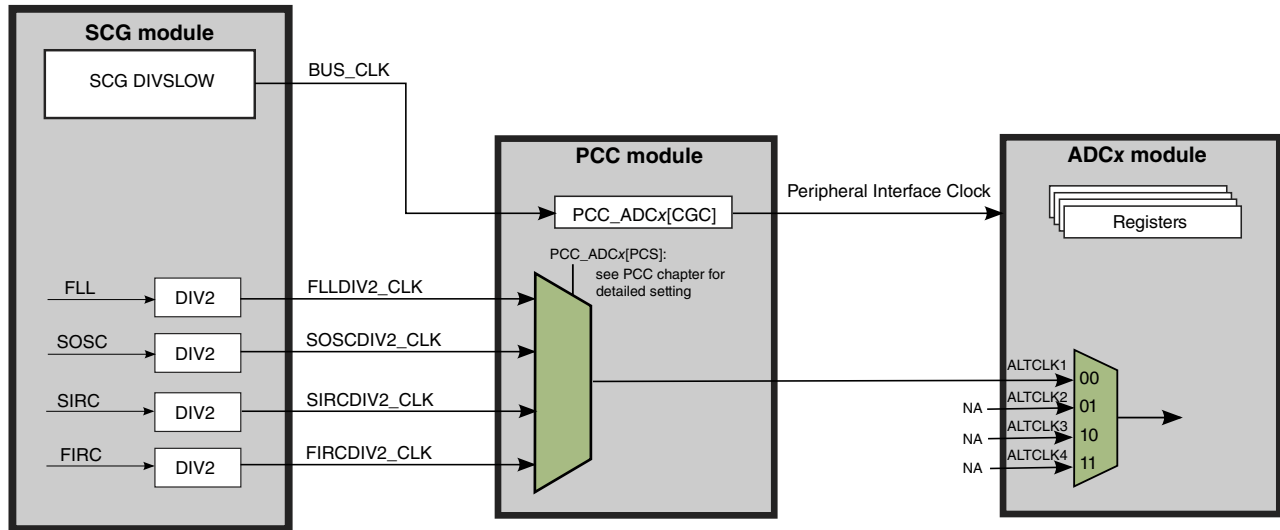 SCG module
SCG DIVSLOW
BUS_CLK
PCC module
PCC_ADCx[CGC]
Peripheral Interface Clock
ADCx module
Registers
PCC_ADCx[PCS]:
see PCC chapter for
detailed setting
FLL
DIV2
FLLDIV2_CLK
SOSC
DIV2
SOSCDIV2_CLK
SIRC
DIV2
SIRCDIV2_CLK
FIRC
DIV2
FIRCDIV2_CLK
ALTCLK1
00
NA
ALTCLK2
01
NA
ALTCLK3
10
NA
ALTCLK4
11